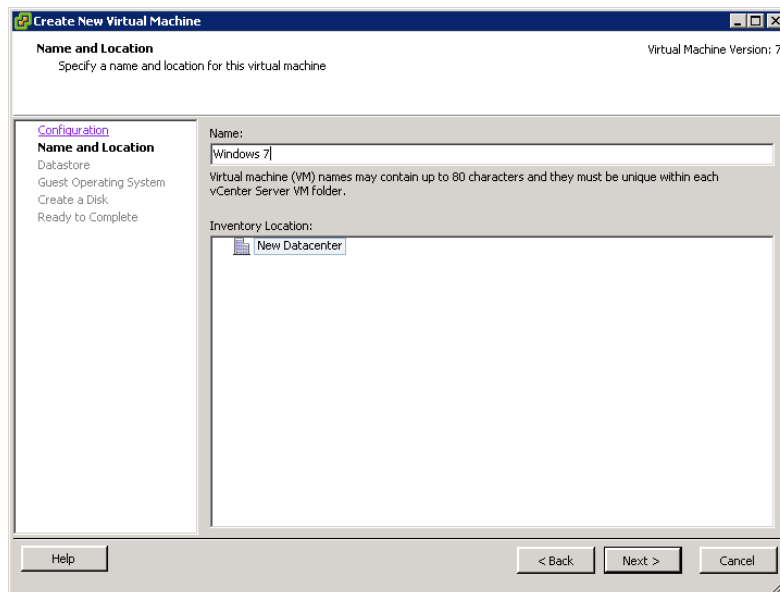 Create New Virtual Machine
Name and Location
Specify a name and location for this virtual machine
Virtual Machine Version: 7
Configuration
Name and Location
Datastore
Guest Operating System
Create a Disk
Ready to Complete
Name:
Windows 7
Virtual machine (VM) names may contain up to 80 characters and they must be unique within each
vCenter Server VM folder.
Inventory Location:
New Datacenter
Help
< Back
Next >
Cancel